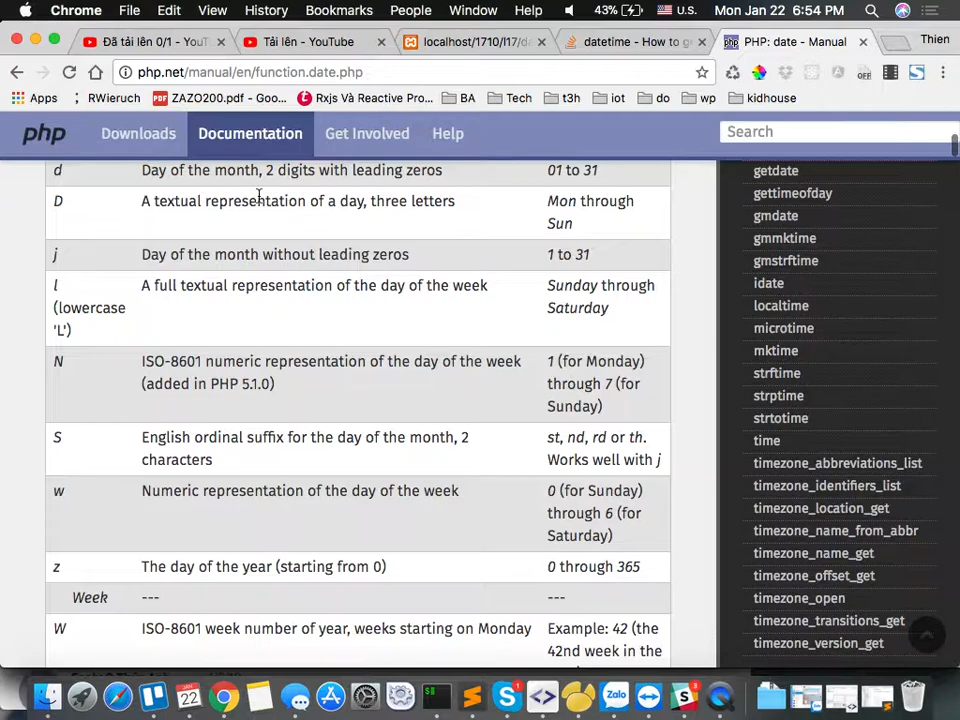 Chrome File Edit View History Bookmarks People Window Help 43% U.S. Mon Jan 22 6:54 PM
Đã tải lên 0/1 - YouT
Tải lên - YouTube
localhost/1710/l17/d
datetime - How to g
PHP: date - Manual
Thien
php.net/manual/en/function.date.php
OFF
Apps RWieruch ZAZO200.pdf - Goo... Rxjs Và Reactive Pro... BA Tech t3h iot do wp kidhouse
php Downloads Documentation Get Involved Help Search
d Day of the month, 2 digits with leading zeros 01 to 31
D A textual representation of a day, three letters Mon through
Sun
j Day of the month without leading zeros 1 to 31
l A full textual representation of the day of the week Sunday through
(lowercase Saturday
'L')
N ISO-8601 numeric representation of the day of the week 1 (for Monday)
(added in PHP 5.1.0) through 7 (for
Sunday)
S English ordinal suffix for the day of the month, 2 st, nd, rd or th.
characters Works well with j
w Numeric representation of the day of the week 0 (for Sunday)
through 6 (for
Saturday)
z The day of the year (starting from 0) 0 through 365
Week --- ---
W ISO-8601 week number of year, weeks starting on Monday Example: 42 (the
42nd week in the
getdate
gettimeofday
gmdate
gmmktime
gmstrftime
idate
localtime
microtime
mktime
strftime
strptime
strtotime
time
timezone_abbreviations_list
timezone_identifiers_list
timezone_location_get
timezone_name_from_abbr
timezone_name_get
timezone_offset_get
timezone_open
timezone_transitions_get
timezone_version_get
22
Zalo
3